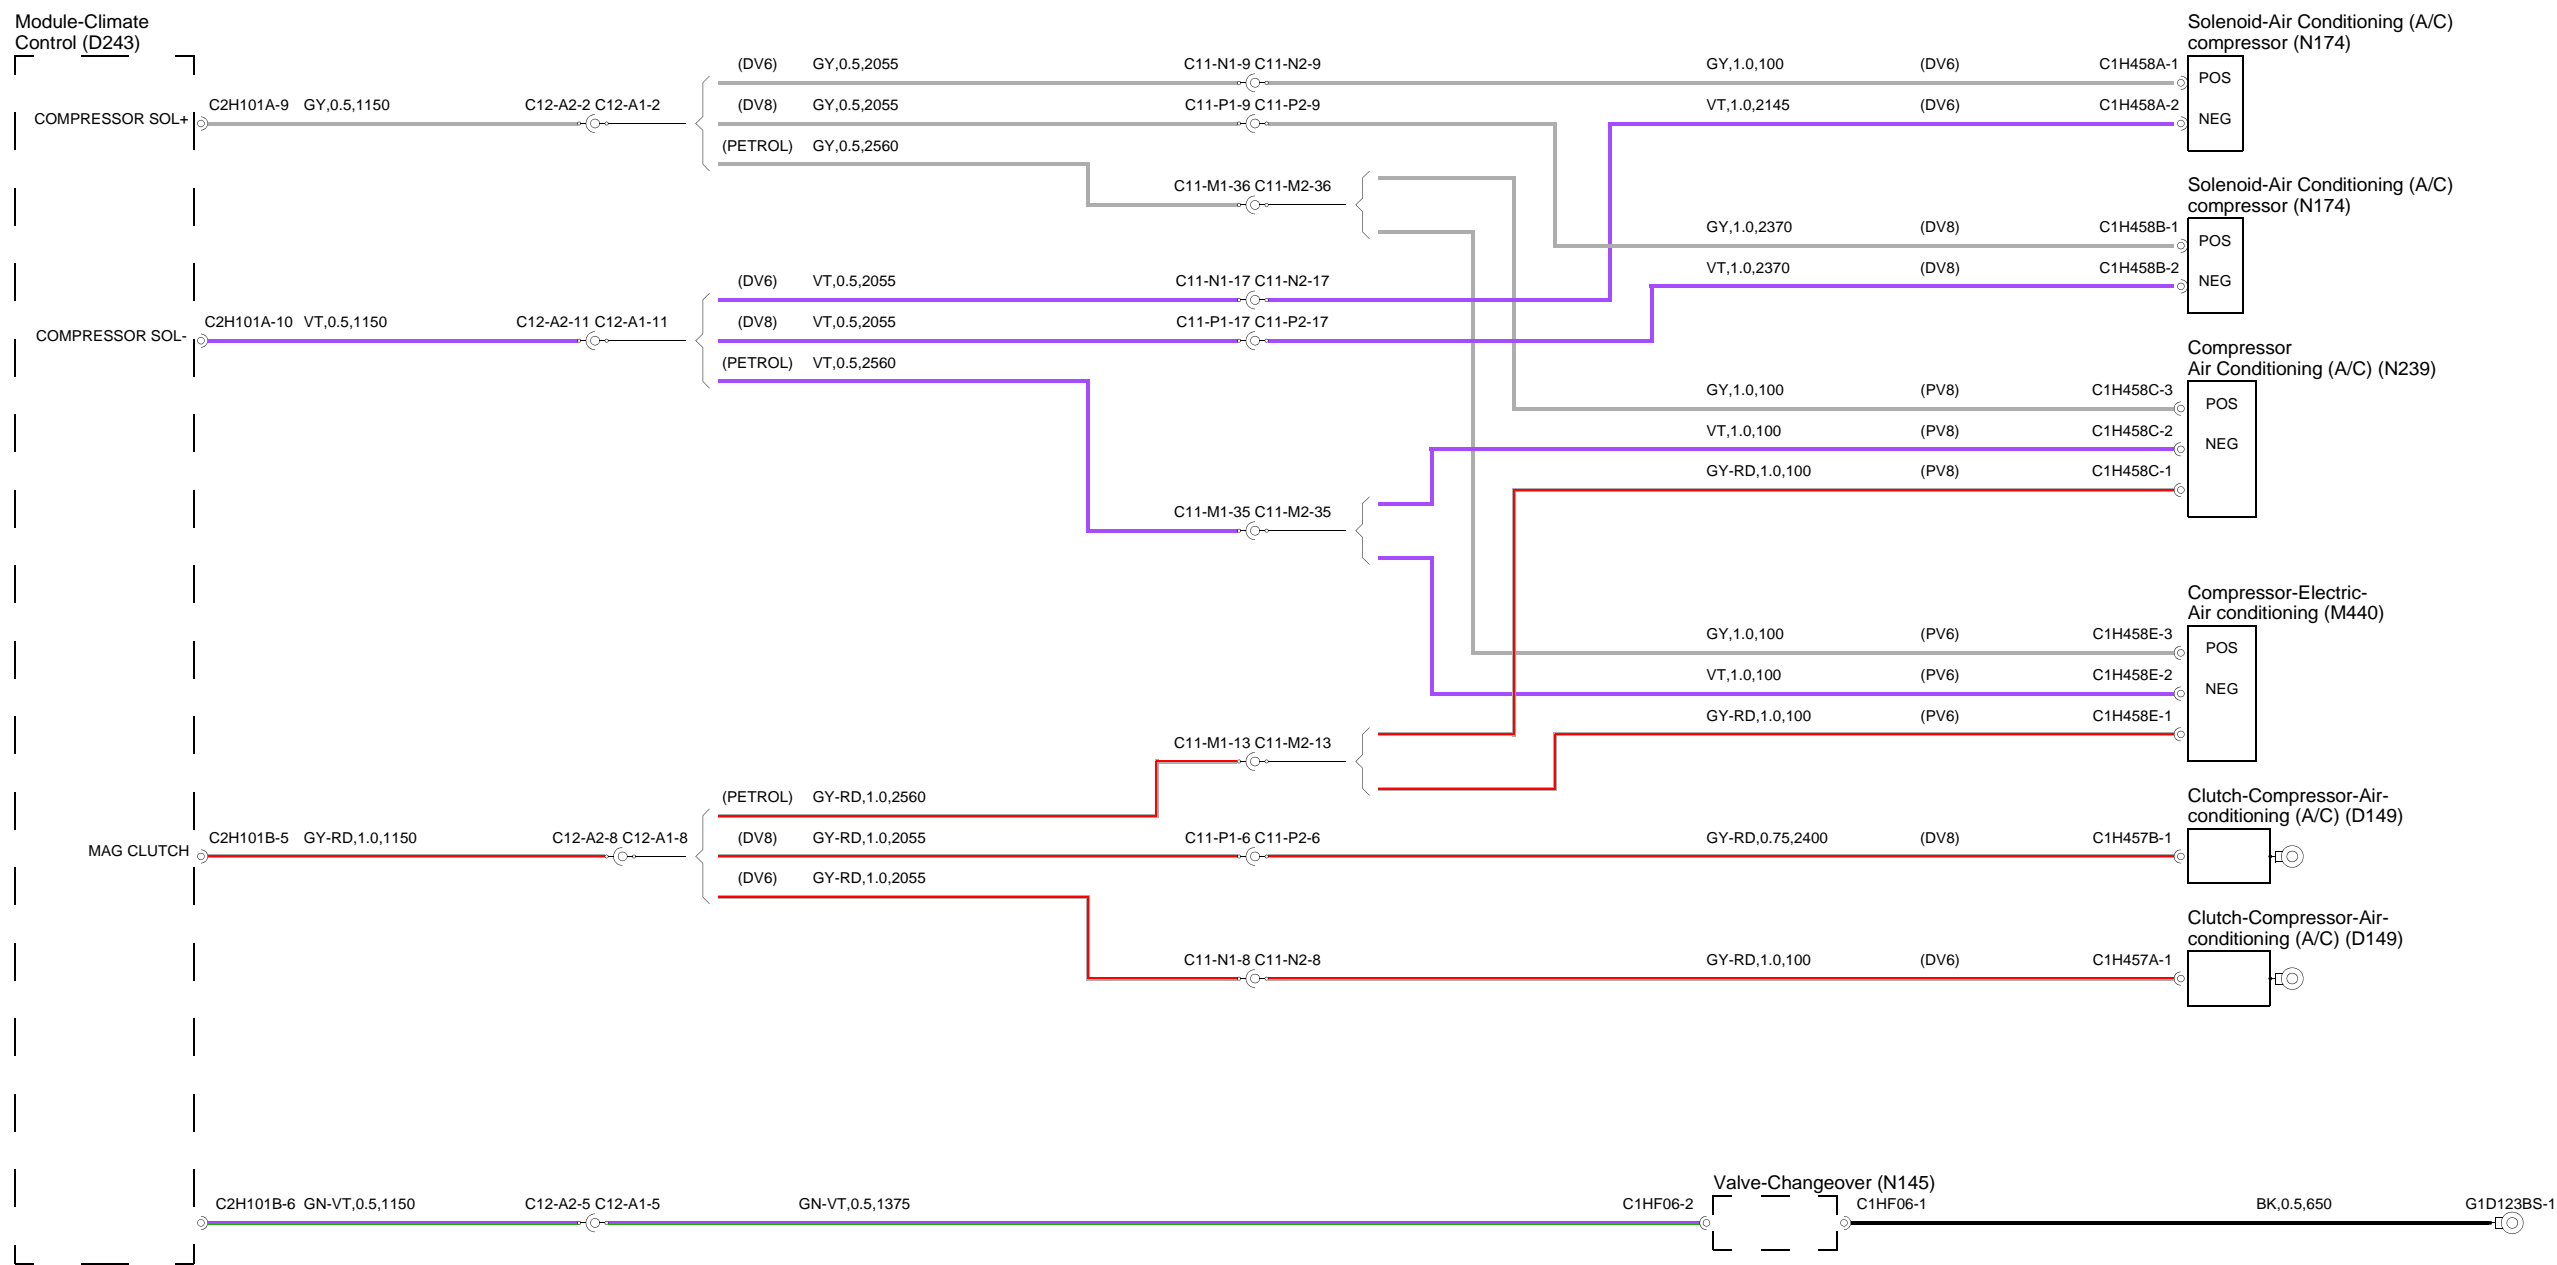 Module-Climate
Control (D243)
Solenoid-Air Conditioning (A/C)
compressor (N174)
(DV6) GY,0.5,2055 C11-N1-9 C11-N2-9 GY,1.0,100 (DV6) C1H458A-1 POS
COMPRESSOR SOL+ C2H101A-9 GY,0.5,1150 C12-A2-2 C12-A1-2 (DV8) GY,0.5,2055 C11-P1-9 C11-P2-9 VT,1.0,2145 (DV6) C1H458A-2 NEG
(PETROL) GY,0.5,2560
C11-M1-36 C11-M2-36
Solenoid-Air Conditioning (A/C)
compressor (N174)
GY,1.0,2370 (DV8) C1H458B-1 POS
VT,1.0,2370 (DV8) C1H458B-2 NEG
(DV6) VT,0.5,2055 C11-N1-17 C11-N2-17
COMPRESSOR SOL- C2H101A-10 VT,0.5,1150 C12-A2-11 C12-A1-11 (DV8) VT,0.5,2055 C11-P1-17 C11-P2-17
(PETROL) VT,0.5,2560
Compressor
Air Conditioning (A/C) (N239)
GY,1.0,100 (PV8) C1H458C-3 POS
VT,1.0,100 (PV8) C1H458C-2 NEG
GY-RD,1.0,100 (PV8) C1H458C-1
C11-M1-35 C11-M2-35
Compressor-Electric-
Air conditioning (M440)
GY,1.0,100 (PV6) C1H458E-3 POS
VT,1.0,100 (PV6) C1H458E-2 NEG
GY-RD,1.0,100 (PV6) C1H458E-1
C11-M1-13 C11-M2-13
(PETROL) GY-RD,1.0,2560
Clutch-Compressor-Air-
conditioning (A/C) (D149)
MAG CLUTCH C2H101B-5 GY-RD,1.0,1150 C12-A2-8 C12-A1-8 (DV8) GY-RD,1.0,2055 C11-P1-6 C11-P2-6 GY-RD,0.75,2400 (DV8) C1H457B-1
(DV6) GY-RD,1.0,2055
Clutch-Compressor-Air-
conditioning (A/C) (D149)
C11-N1-8 C11-N2-8 GY-RD,1.0,100 (DV6) C1H457A-1
Valve-Changeover (N145)
C2H101B-6 GN-VT,0.5,1150 C12-A2-5 C12-A1-5 GN-VT,0.5,1375 C1HF06-2 C1HF06-1 BK,0.5,650 G1D123BS-1